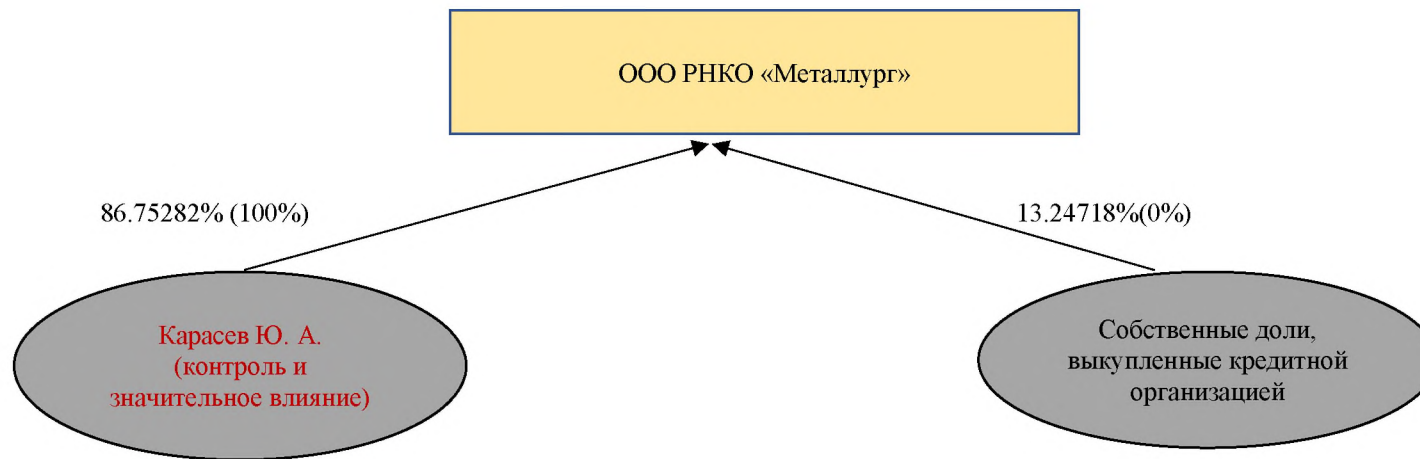 ООО РНКО «Металлург»
86.75282% (100%)
13.24718%(0%)
Карасев Ю. А.
(контроль и
значительное влияние)
Собственные доли,
выкупленные кредитной
организацией